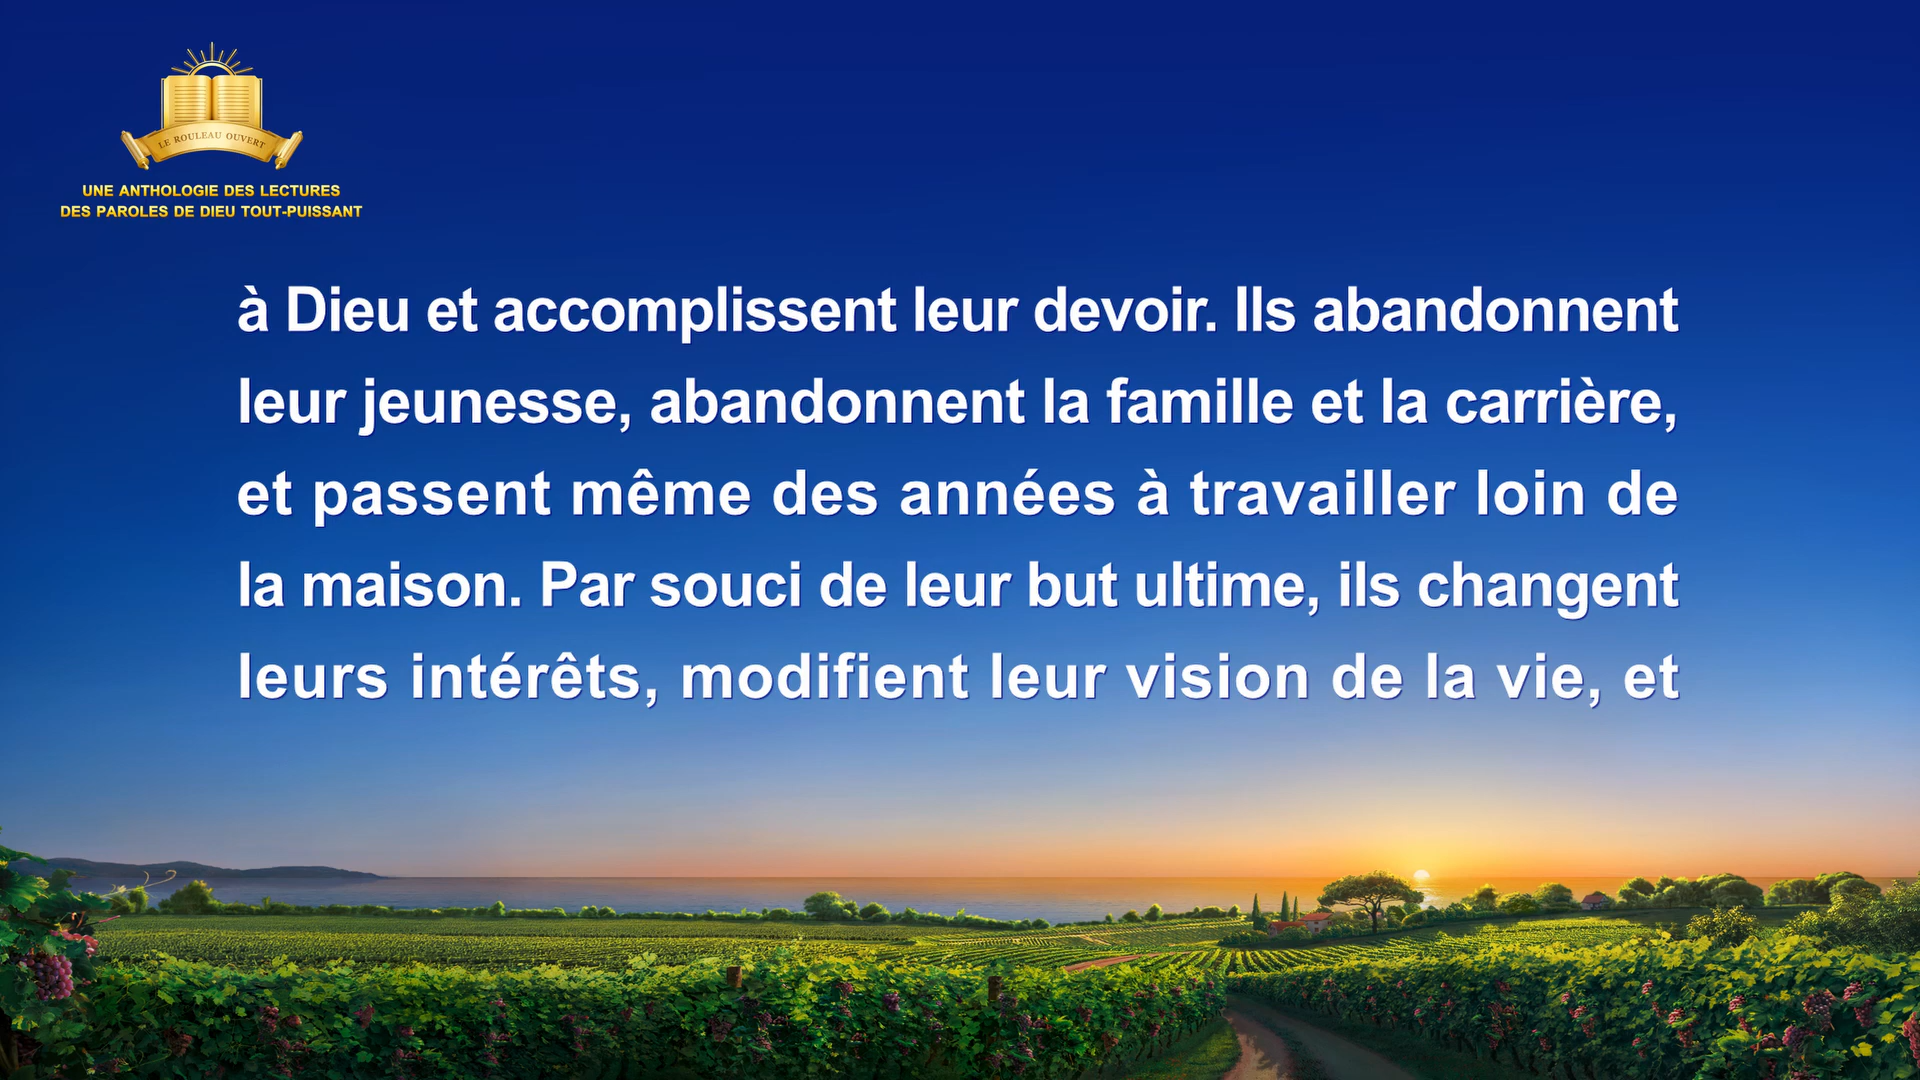 LE ROULEAU OUVERT
UNE ANTHOLOGIE DES LECTURES
DES PAROLES DE DIEU TOUT-PUISSANT
à Dieu et accomplissent leur devoir. Ils abandonnent
leur jeunesse, abandonnent la famille et la carrière,
et passent même des années à travailler loin de
la maison. Par souci de leur but ultime, ils changent
leurs intérêts, modifient leur vision de la vie, et